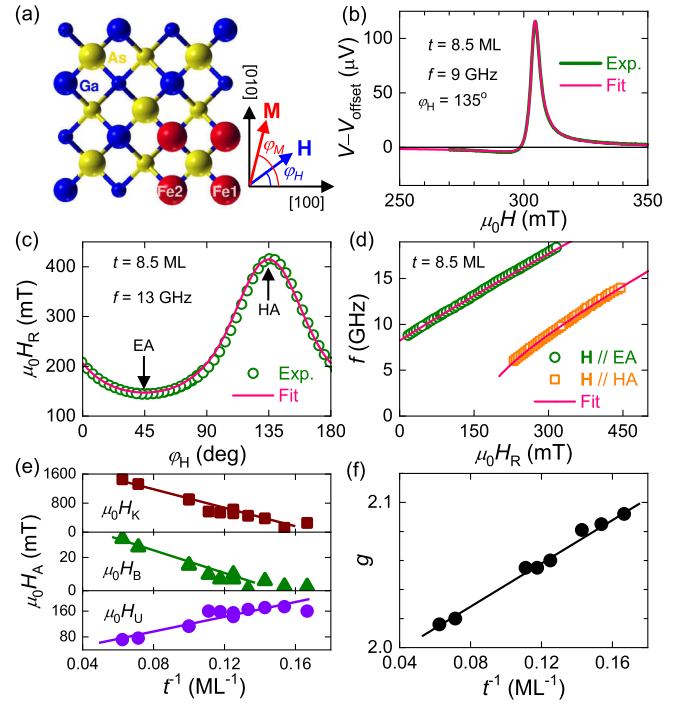 (a)
As
Ga
Fe2
Fe1
[010]
[100]
M
H
φM
φH
(b)
t = 8.5 ML
f = 9 GHz
φH = 135°
Exp.
Fit
V–Voffset (μV)
100
50
0
250
300
350
μ0H (mT)
(c)
t = 8.5 ML
f = 13 GHz
EA
HA
Exp.
Fit
μ0HR (mT)
400
300
200
100
0
45
90
135
180
φH (deg)
(d)
t = 8.5 ML
H // EA
H // HA
Fit
f (GHz)
15
10
5
0
0
150
300
450
μ0HR (mT)
(e)
μ0HK
μ0HB
μ0HU
μ0HA (mT)
1600
800
0
20
0
160
80
0.04
0.08
0.12
0.16
t-1 (ML-1)
(f)
g
2.1
2.0
0.04
0.08
0.12
0.16
t-1 (ML-1)